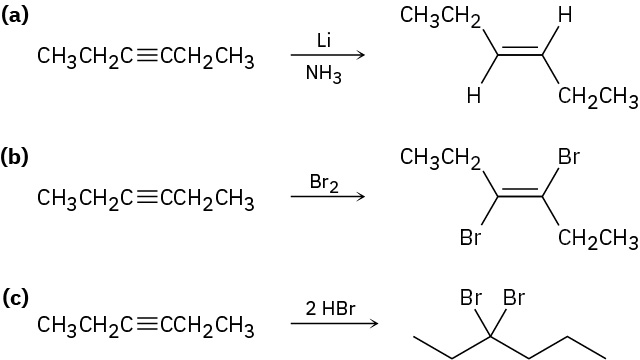 (a)
CH₃CH₂C≡CCH₂CH₃
Li
NH₃
CH₃CH₂
H
H
CH₂CH₃
(b)
CH₃CH₂C≡CCH₂CH₃
Br₂
CH₃CH₂
Br
Br
CH₂CH₃
(c)
CH₃CH₂C≡CCH₂CH₃
2 HBr
Br Br